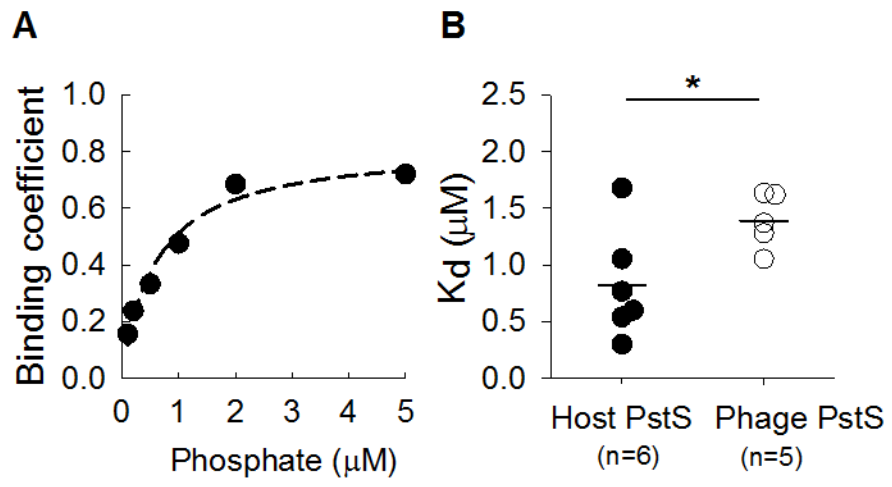 A
B
Binding coefficient
1.0
0.8
0.6
0.4
0.2
0.0
0 1 2 3 4 5
Phosphate (μM)
*
Kd (μM)
2.5
2.0
1.5
1.0
0.5
0.0
Host PstS Phage PstS
(n=6) (n=5)